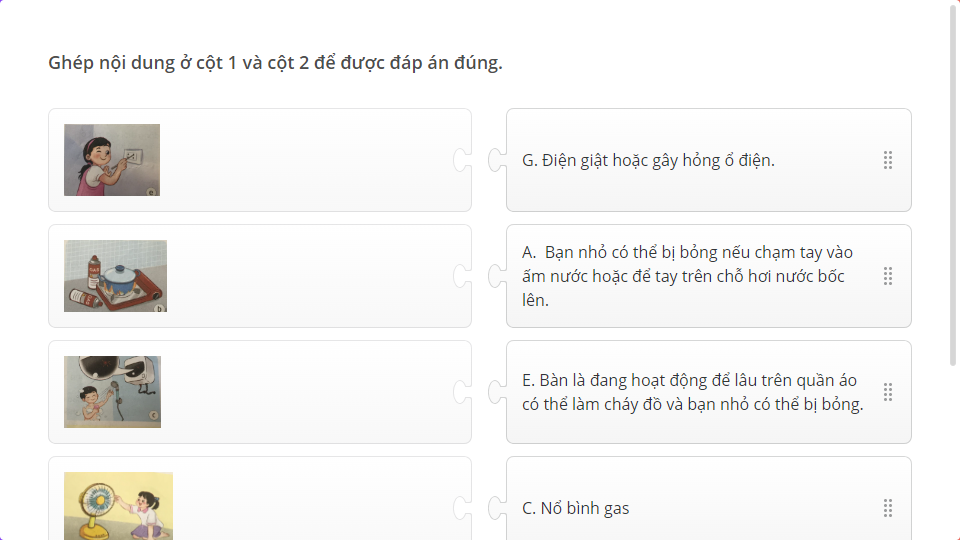 Ghép nội dung ở cột 1 và cột 2 để được đáp án đúng.
G. Điện giật hoặc gây hỏng ổ điện.
A. Bạn nhỏ có thể bị bỏng nếu chạm tay vào
ấm nước hoặc để tay trên chỗ hơi nước bốc
lên.
E. Bàn là đang hoạt động để lâu trên quần áo
có thể làm cháy đồ và bạn nhỏ có thể bị bỏng.
C. Nổ bình gas